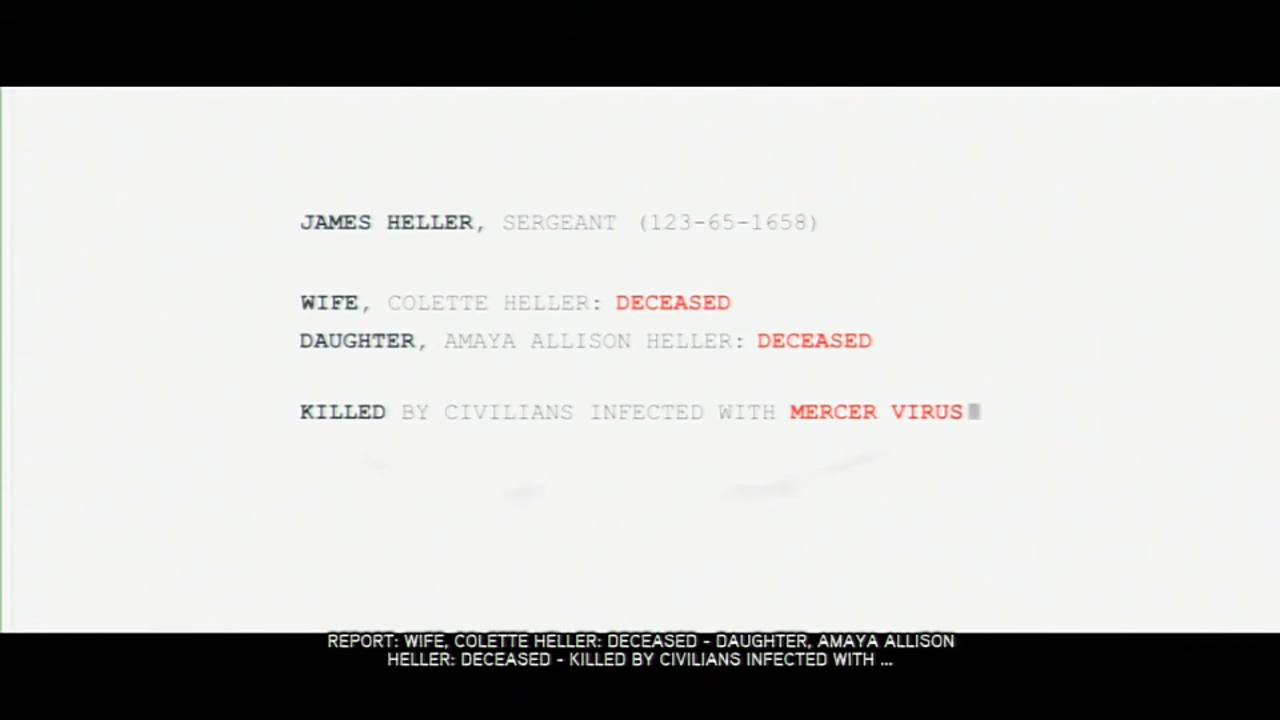 JAMES HELLER, SERGEANT (123-65-1658)
WIFE, COLETTE HELLER: DECEASED
DAUGHTER, AMAYA ALLISON HELLER: DECEASED
KILLED BY CIVILIANS INFECTED WITH MERCER VIRUS
REPORT: WIFE, COLETTE HELLER: DECEASED - DAUGHTER, AMAYA ALLISON
HELLER: DECEASED - KILLED BY CIVILIANS INFECTED WITH ...